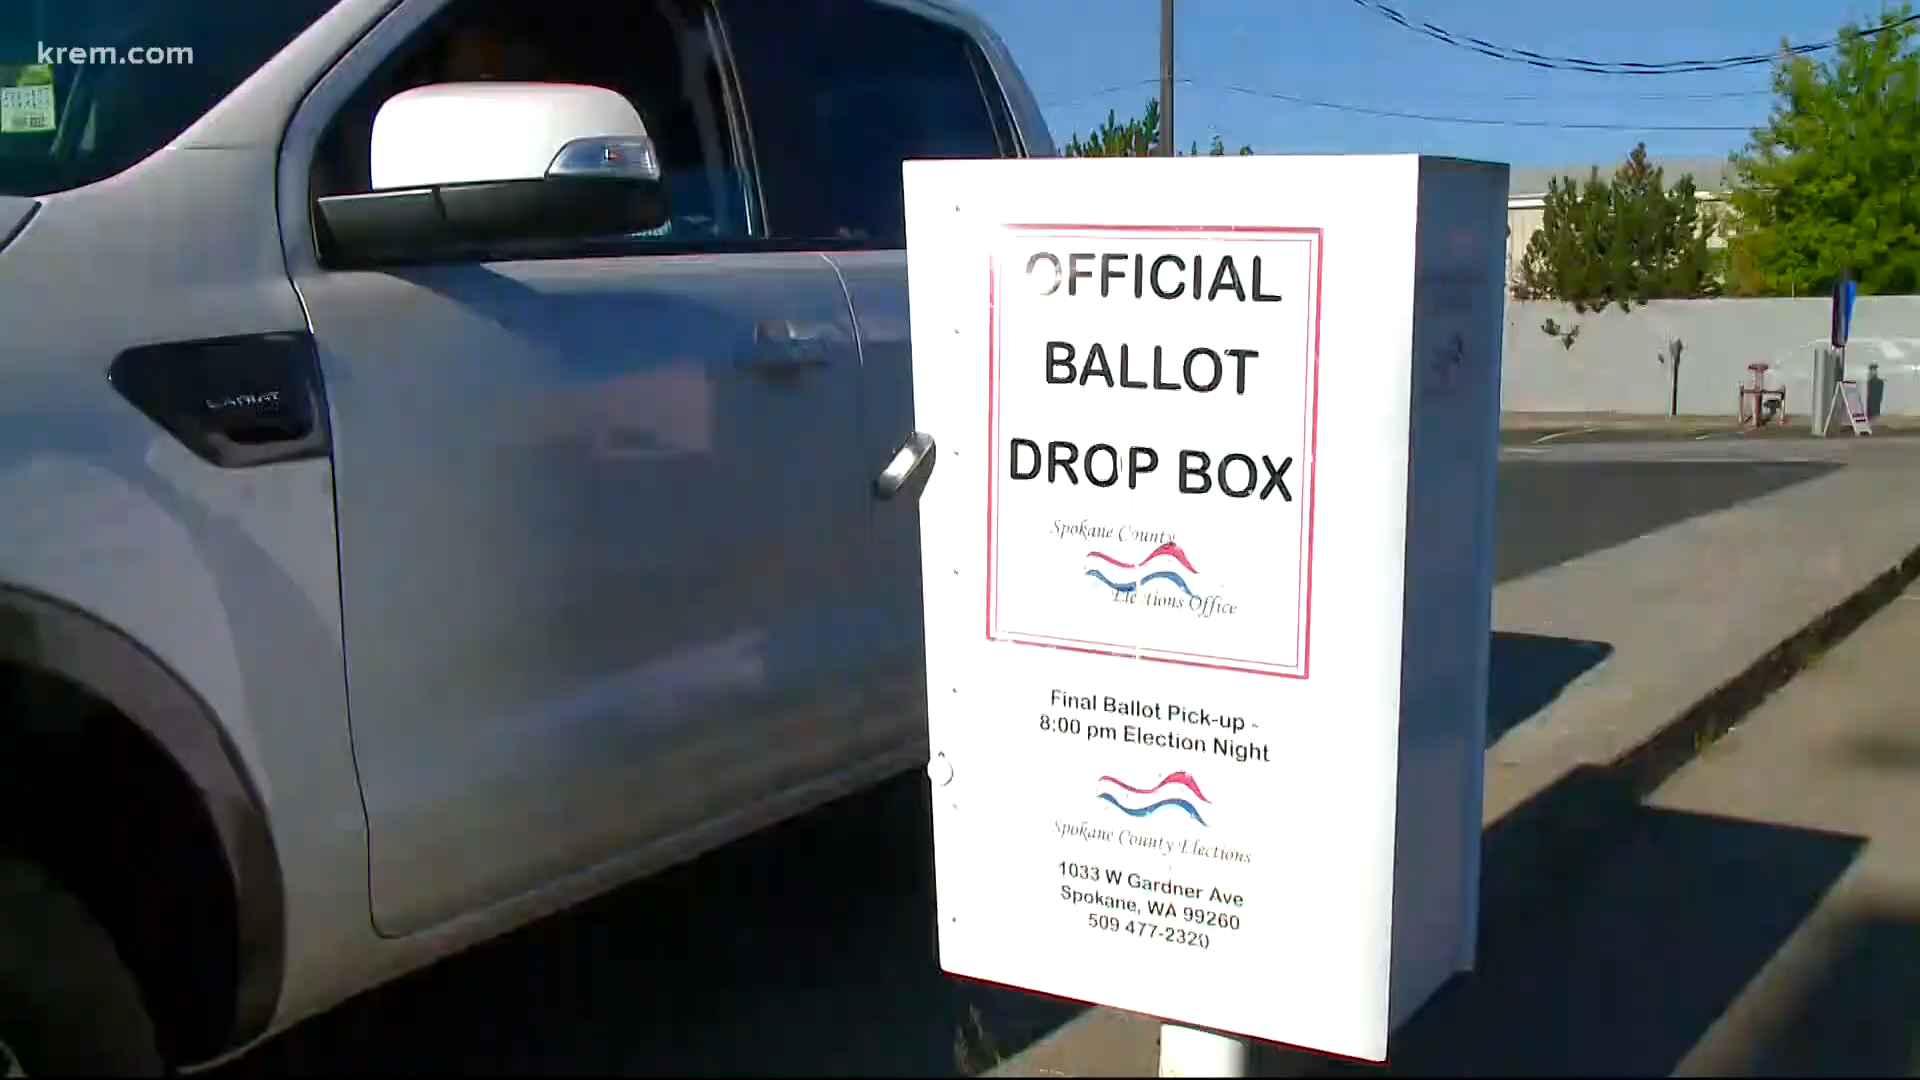 krem.com
LARIAT
OFFICIAL
BALLOT
DROP BOX
Spokane County
Elections Office
Final Ballot Pick-up -
8:00 pm Election Night
Spokane County Elections
1033 W Gardner Ave
Spokane, WA 99260
509 477-2320